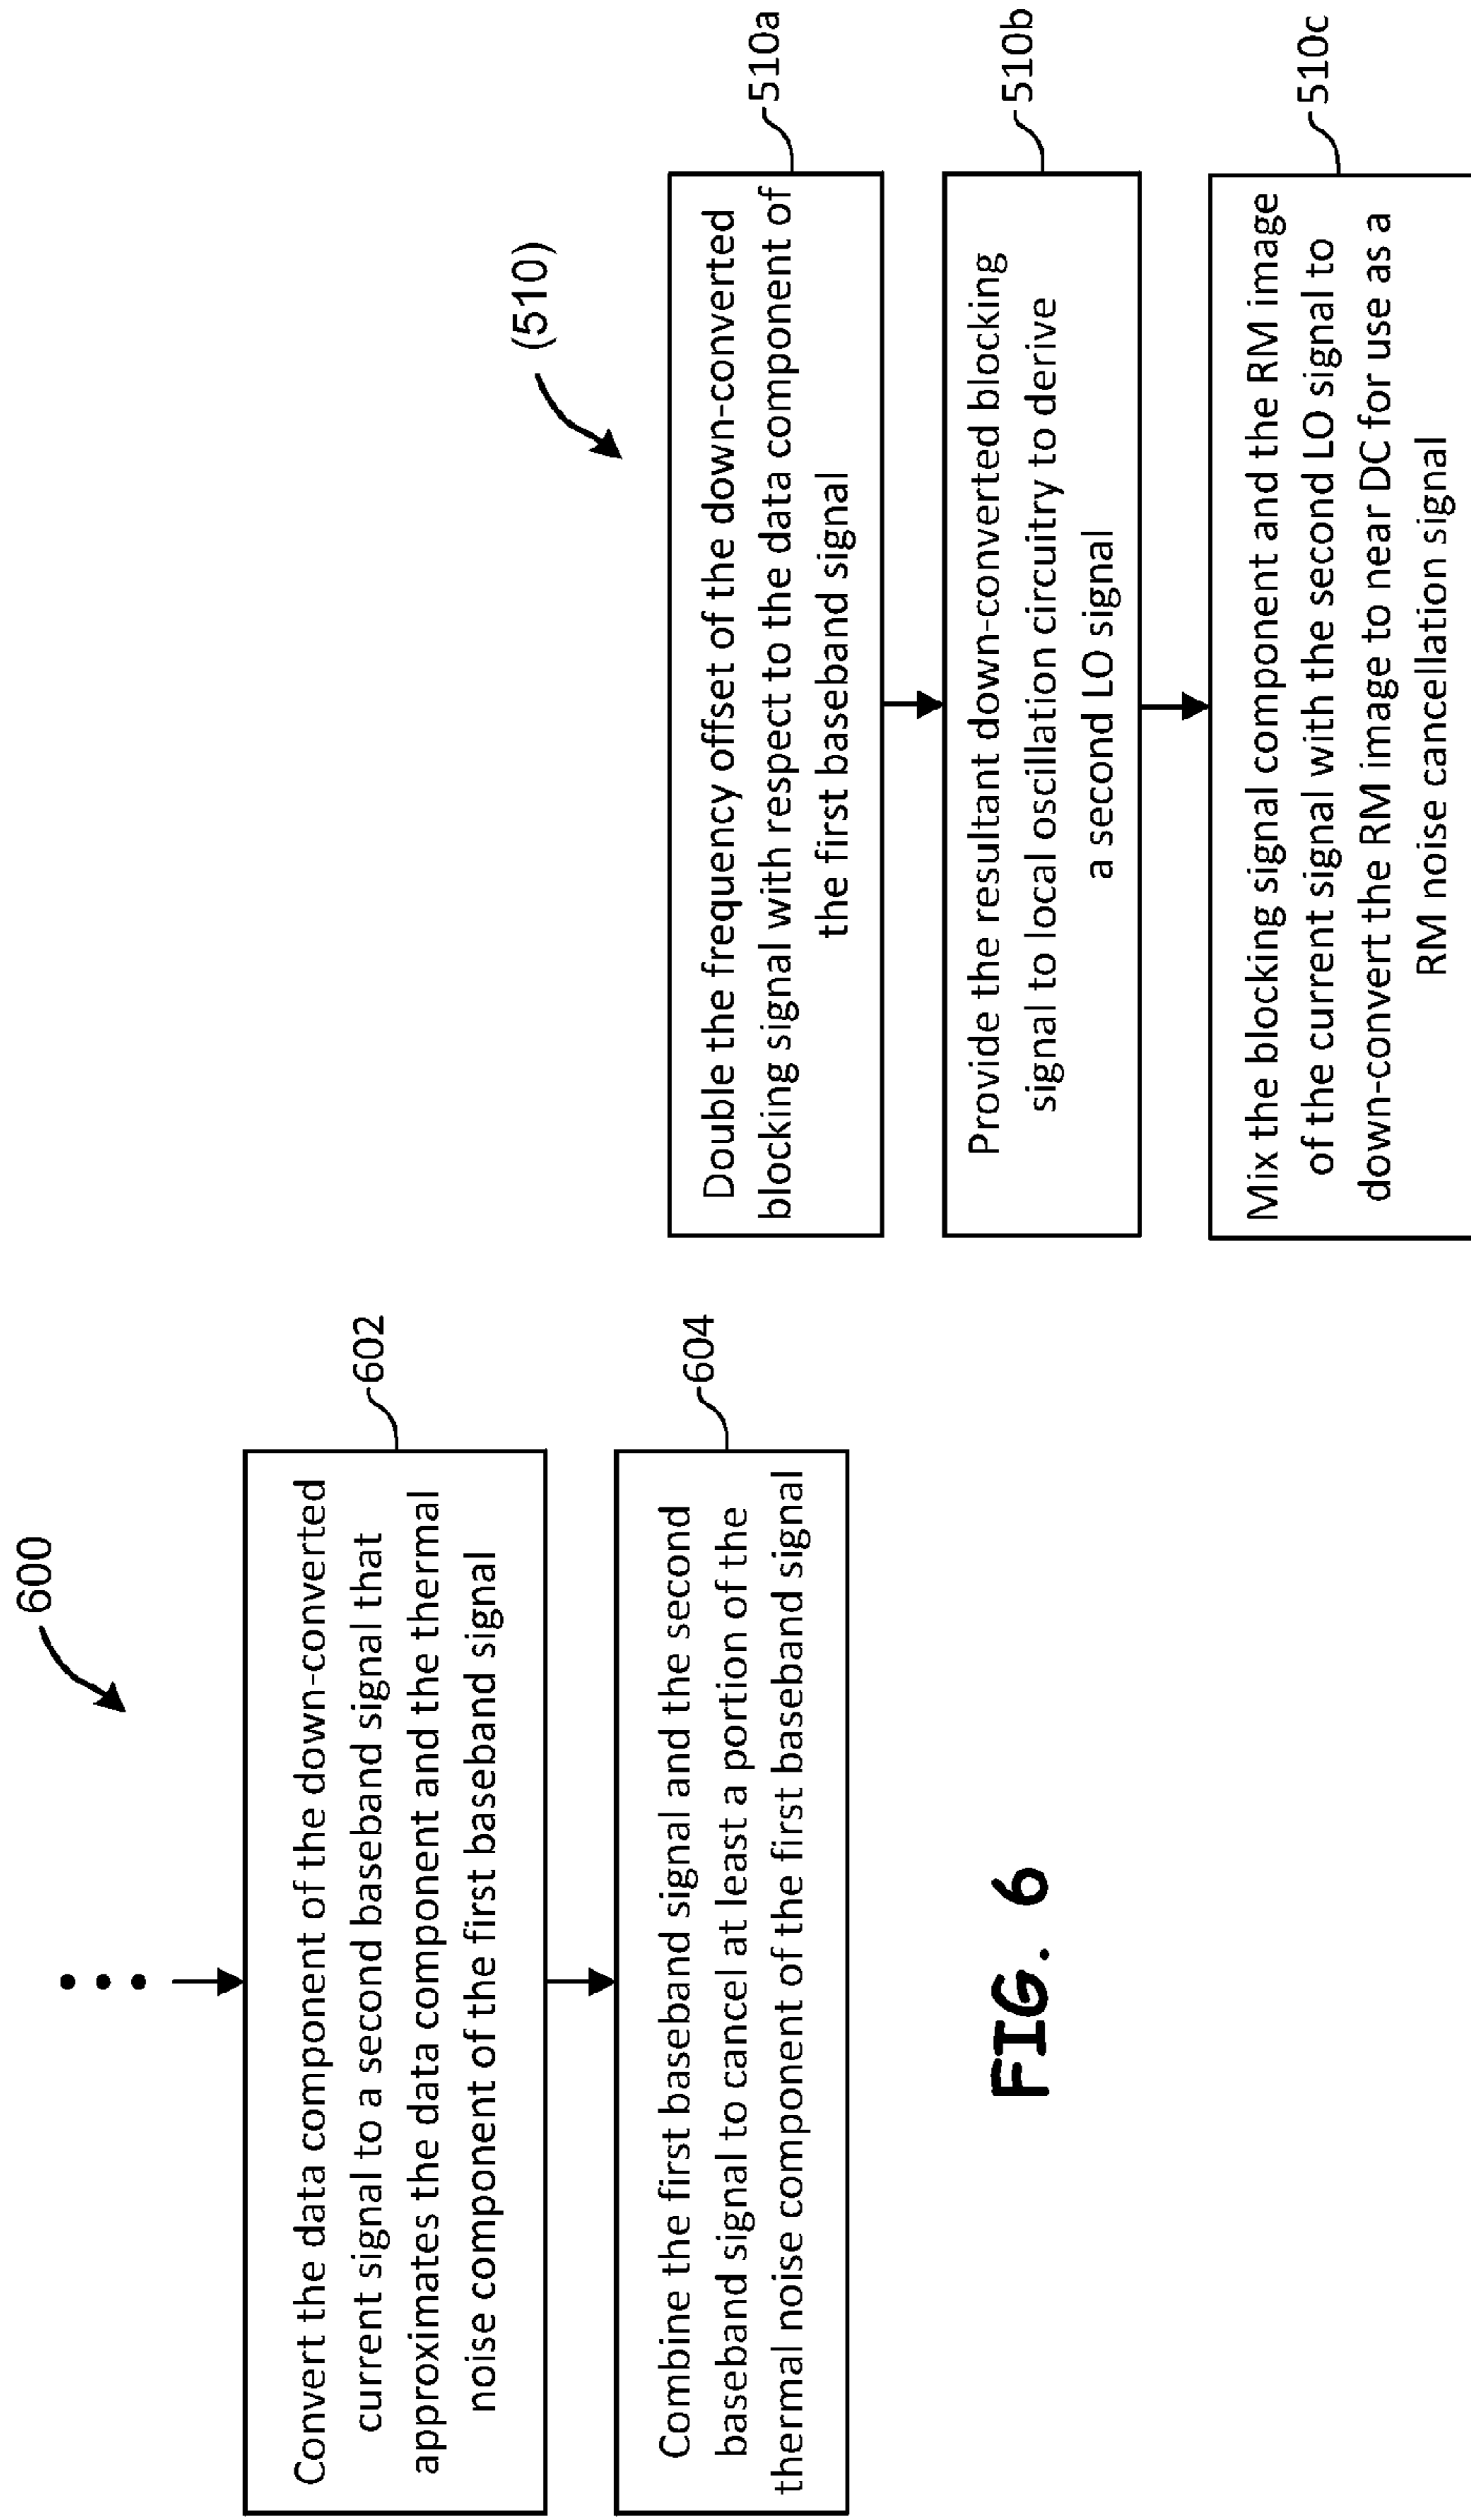 600
Convert the data component of the down-converted
current signal to a second baseband signal that
approximates the data component and the thermal
noise component of the first baseband signal
602
Combine the first baseband signal and the second
baseband signal to cancel at least a portion of the
thermal noise component of the first baseband signal
604
FIG. 6
(510)
Double the frequency offset of the down-converted
blocking signal with respect to the data component of
the first baseband signal
510a
Provide the resultant down-converted blocking
signal to local oscillation circuitry to derive
a second LO signal
510b
Mix the blocking signal component and the RM image
of the current signal with the second LO signal to
down-convert the RM image to near DC for use as a
RM noise cancellation signal
510c